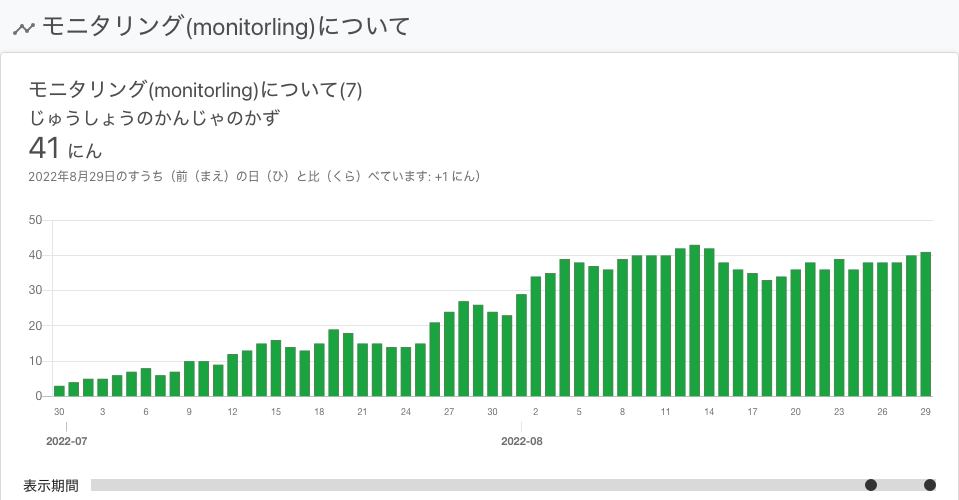 モニタリング(monitorling)について
モニタリング(monitorling)について(7)
じゅうしょうのかんじゃのかず
41 にん
2022年8月29日のすうち（前（まえ）の日（ひ）と比（くら）べています: +1 にん）
50
40
30
20
10
0
30 3 6 9 12 15 18 21 24 27 30 2 5 8 11 14 17 20 23 26 29
2022-07 2022-08
表示期間